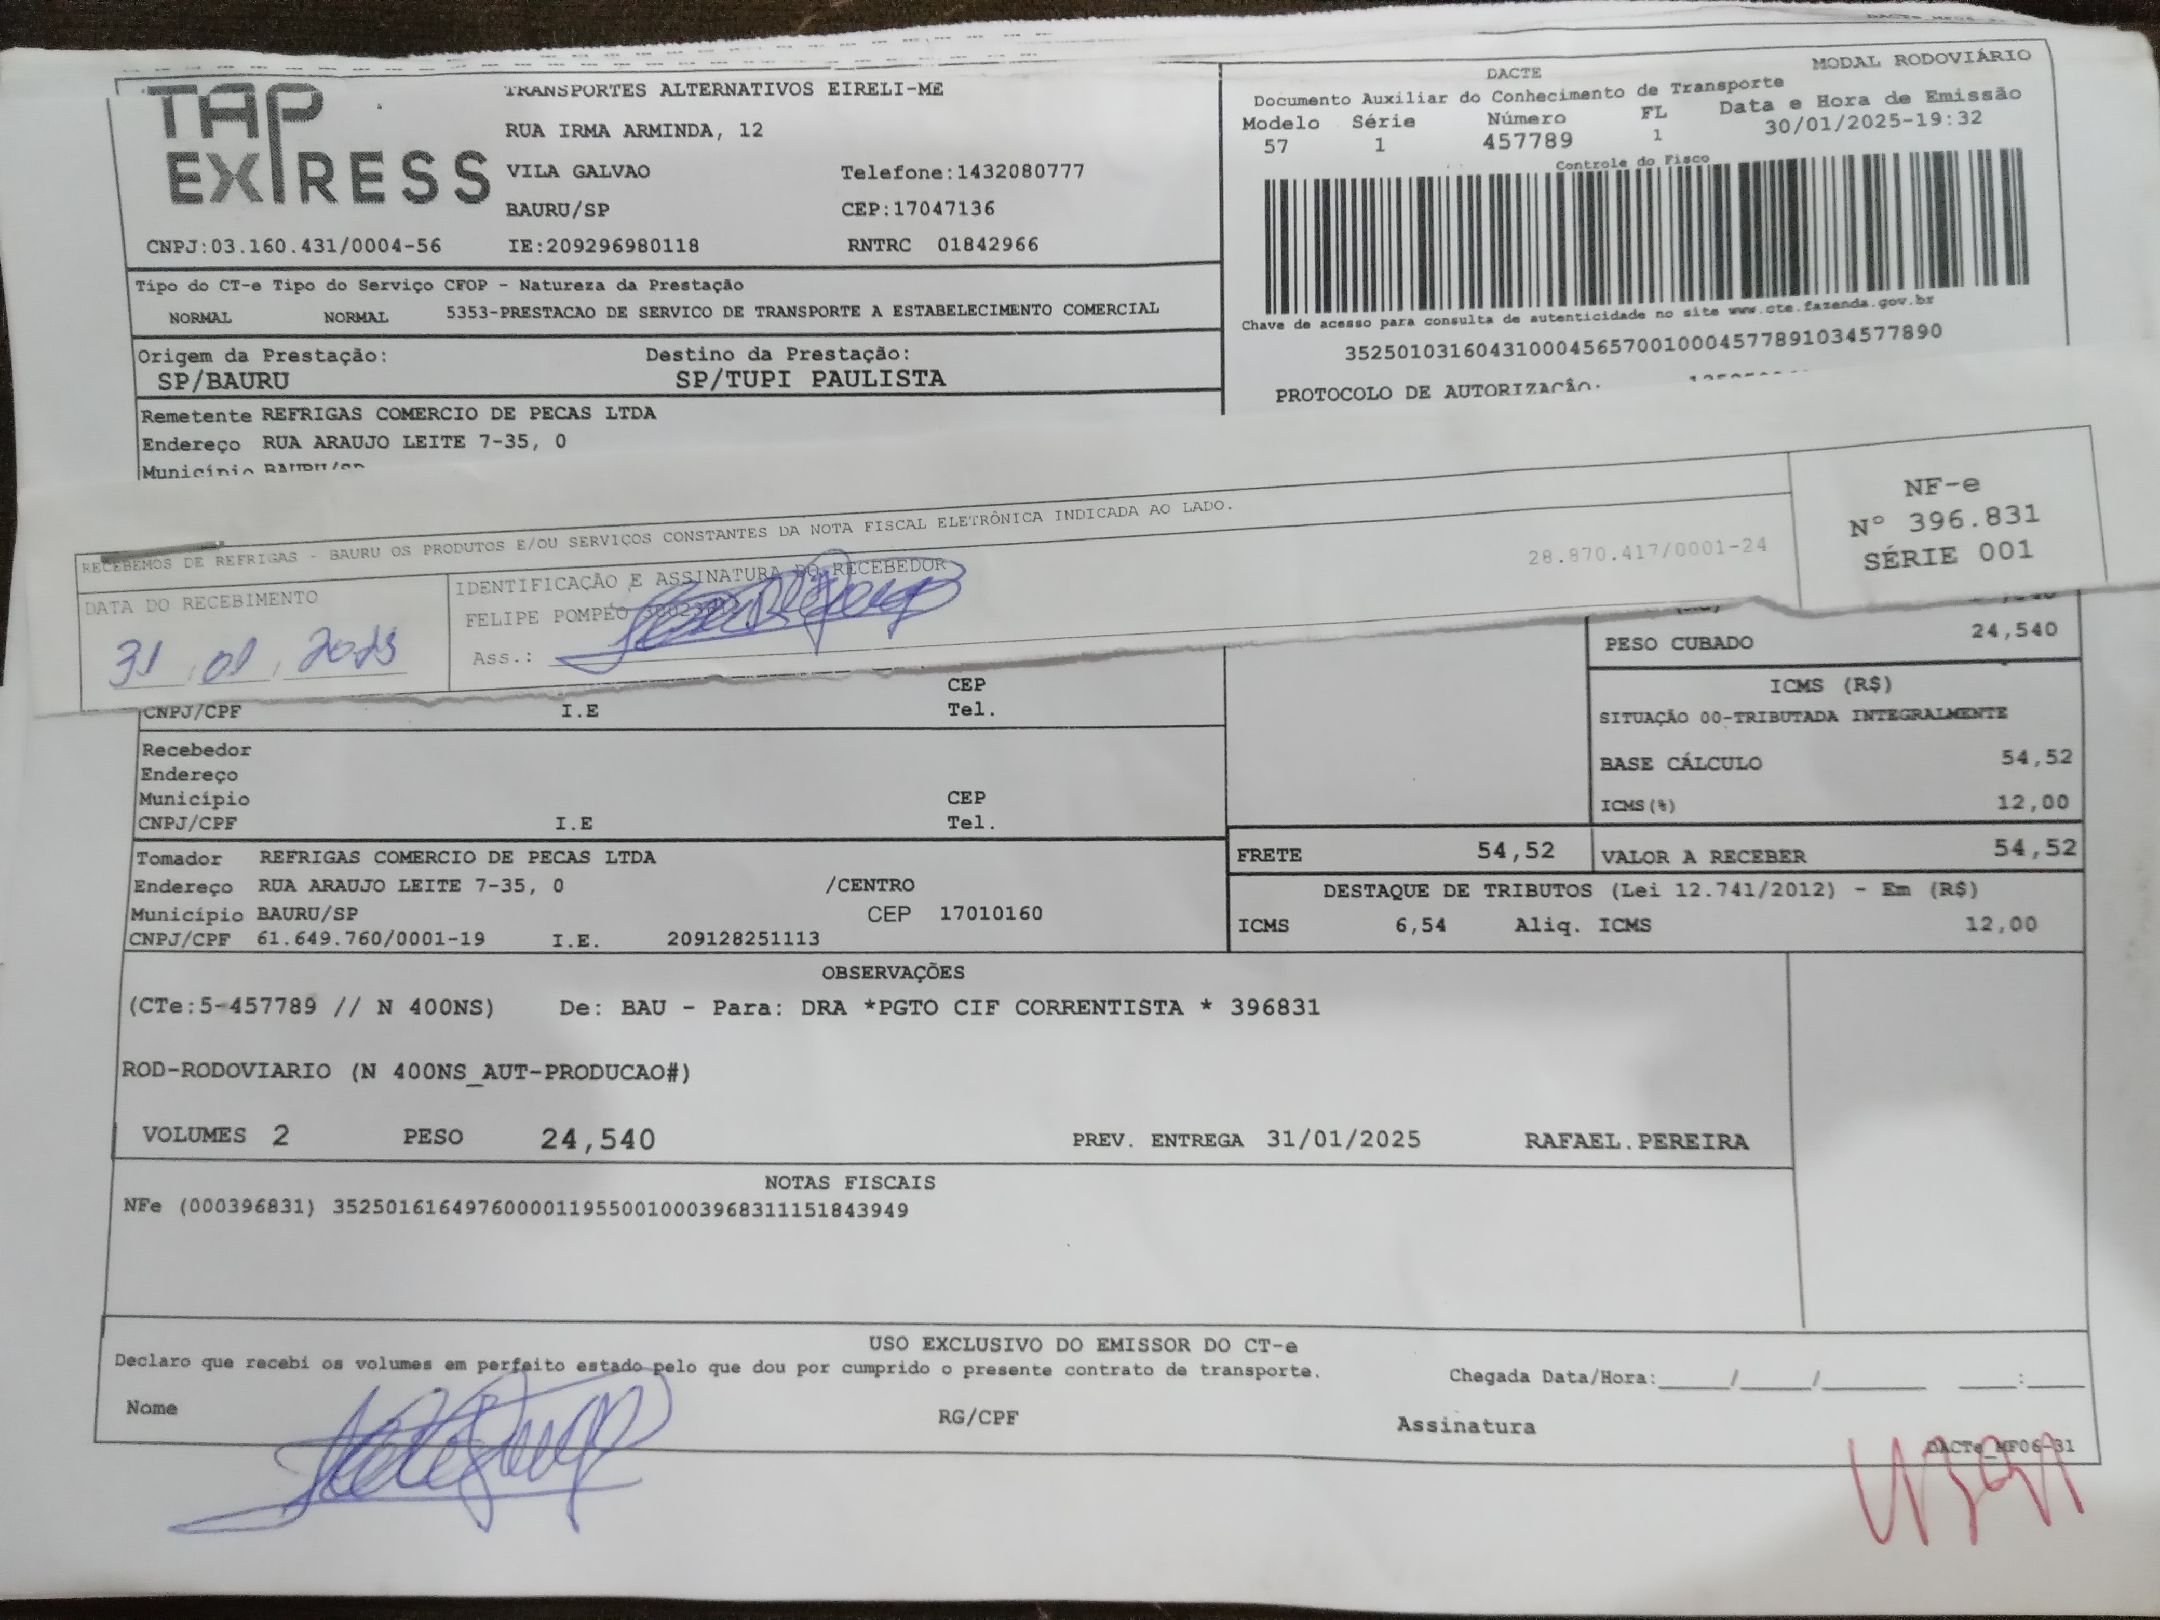 TAP EXPRESS
TRANSPORTES ALTERNATIVOS EIRELI-ME
RUA IRMA ARMINDA, 12
VILA GALVAO Telefone:1432080777
BAURU/SP CEP:17047136
CNPJ:03.160.431/0004-56 IE:209296980118 RNTRC 01842966
MODAL RODOVIÁRIO
DACTE
Documento Auxiliar do Conhecimento de Transporte
Modelo Série Número FL Data e Hora de Emissão
57 1 457789 1 30/01/2025-19:32
Controle do Fisco
Chave de acesso para consulta de autenticidade no site www.cte.fazenda.gov.br
35250103160431000456570010004577891034577890
PROTOCOLO DE AUTORIZAÇÃO:
Tipo do CT-e Tipo do Serviço CFOP - Natureza da Prestação
NORMAL NORMAL 5353-PRESTACAO DE SERVICO DE TRANSPORTE A ESTABELECIMENTO COMERCIAL
Origem da Prestação: Destino da Prestação:
SP/BAURU SP/TUPI PAULISTA
Remetente REFRIGAS COMERCIO DE PECAS LTDA
Endereço RUA ARAUJO LEITE 7-35, 0
Município BAURU/SP
RECEBEMOS DE REFRIGAS - BAURU OS PRODUTOS E/OU SERVIÇOS CONSTANTES DA NOTA FISCAL ELETRÔNICA INDICADA AO LADO.
DATA DO RECEBIMENTO
31 01 2025
IDENTIFICAÇÃO E ASSINATURA DO RECEBEDOR
FELIPE POMPEO
Ass.:
28.870.417/0001-24
NF-e
Nº 396.831
SÉRIE 001
PESO CUBADO 24,540
CEP
CNPJ/CPF I.E Tel.
ICMS (R$)
SITUAÇÃO 00-TRIBUTADA INTEGRALMENTE
BASE CÁLCULO 54,52
ICMS(%) 12,00
Recebedor
Endereço
Município CEP
CNPJ/CPF I.E Tel.
FRETE 54,52 VALOR A RECEBER 54,52
Tomador REFRIGAS COMERCIO DE PECAS LTDA
Endereço RUA ARAUJO LEITE 7-35, 0 /CENTRO
Município BAURU/SP CEP 17010160
CNPJ/CPF 61.649.760/0001-19 I.E. 209128251113
DESTAQUE DE TRIBUTOS (Lei 12.741/2012) - Em (R$)
ICMS 6,54 Aliq. ICMS 12,00
OBSERVAÇÕES
(CTe:5-457789 // N 400NS) De: BAU - Para: DRA *PGTO CIF CORRENTISTA * 396831
ROD-RODOVIARIO (N 400NS_AUT-PRODUCAO#)
VOLUMES 2 PESO 24,540 PREV. ENTREGA 31/01/2025 RAFAEL.PEREIRA
NOTAS FISCAIS
NFe (000396831) 35250161649760000119550010003968311151843949
USO EXCLUSIVO DO EMISSOR DO CT-e
Declaro que recebi os volumes em perfeito estado pelo que dou por cumprido o presente contrato de transporte.
Chegada Data/Hora:_____/_____/_______ ____:____
Nome RG/CPF Assinatura
DACTe_MF06-31